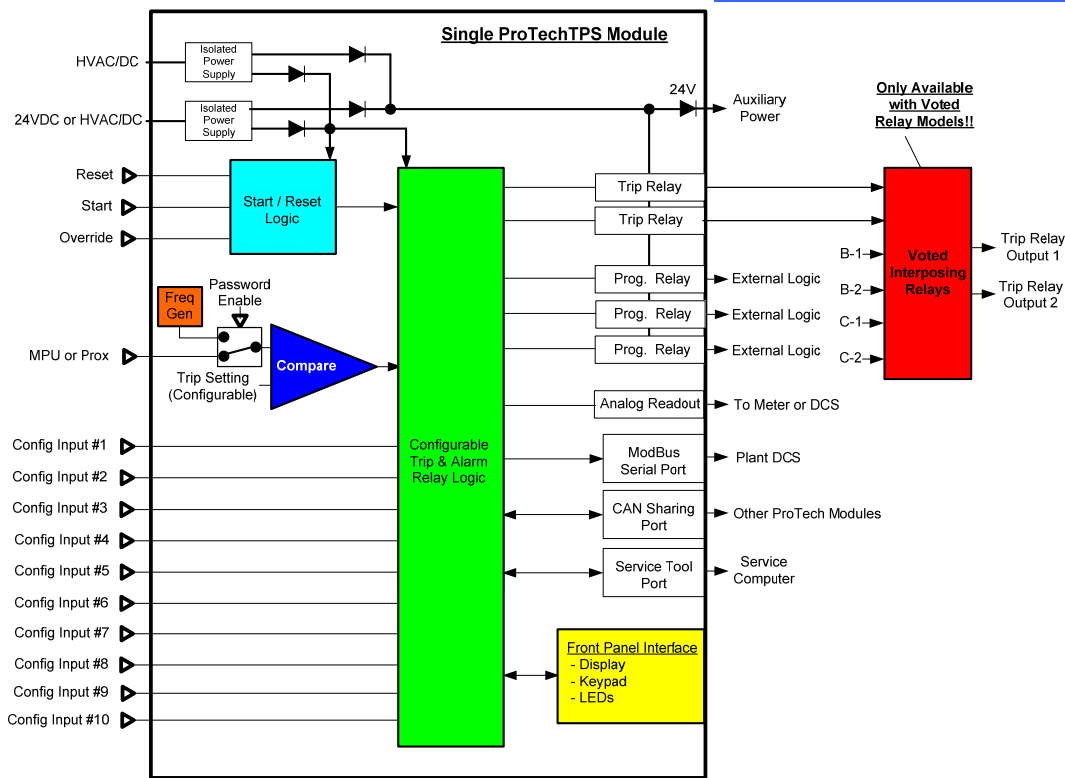 Single ProTechTPS Module
HVAC/DC
Isolated
Power
Supply
24VDC or HVAC/DC
Isolated
Power
Supply
24V
Auxiliary
Power
Only Available
with Voted
Relay Models!!
Reset
Start
Override
Start / Reset
Logic
Trip Relay
Trip Relay
Prog. Relay
External Logic
Prog. Relay
External Logic
Prog. Relay
External Logic
B-1
B-2
C-1
C-2
Voted
Interposing
Relays
Trip Relay
Output 1
Trip Relay
Output 2
Freq
Gen
Password
Enable
MPU or Prox
Trip Setting
(Configurable)
Compare
Analog Readout
To Meter or DCS
Config Input #1
Config Input #2
Config Input #3
Config Input #4
Config Input #5
Config Input #6
Config Input #7
Config Input #8
Config Input #9
Config Input #10
Configurable
Trip & Alarm
Relay Logic
ModBus
Serial Port
Plant DCS
CAN Sharing
Port
Other ProTech Modules
Service Tool
Port
Service
Computer
Front Panel Interface
- Display
- Keypad
- LEDs